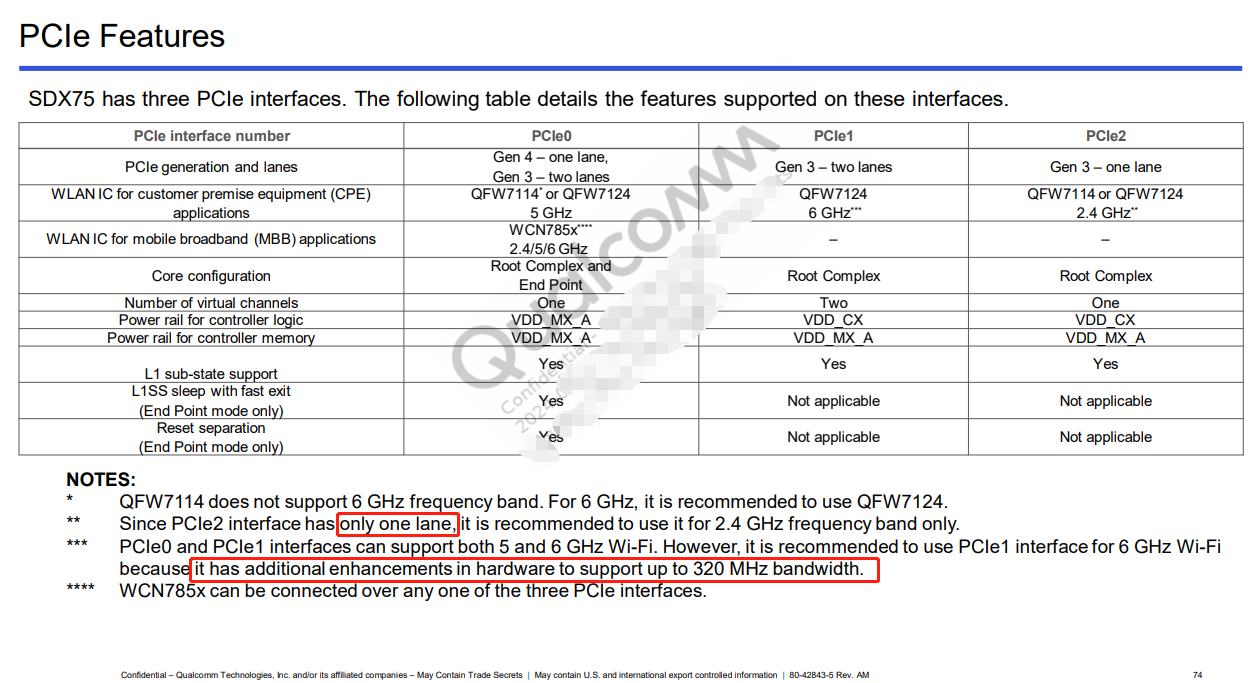 PCIe Features
SDX75 has three PCIe interfaces. The following table details the features supported on these interfaces.
PCIe interface number PCIe0 PCIe1 PCIe2
PCIe generation and lanes Gen 4 – one lane, Gen 3 – two lanes Gen 3 – two lanes Gen 3 – one lane
WLAN IC for customer premise equipment (CPE) applications QFW7114* or QFW7124 5 GHz QFW7124 6 GHz*** QFW7114 or QFW7124 2.4 GHz**
WLAN IC for mobile broadband (MBB) applications WCN785x**** 2.4/5/6 GHz – –
Core configuration Root Complex and End Point Root Complex Root Complex
Number of virtual channels One Two One
Power rail for controller logic VDD_MX_A VDD_CX VDD_CX
Power rail for controller memory VDD_MX_A VDD_MX_A VDD_MX_A
L1 sub-state support Yes Yes Yes
L1SS sleep with fast exit (End Point mode only) Yes Not applicable Not applicable
Reset separation (End Point mode only) Yes Not applicable Not applicable
Qualcomm
NOTES:
* QFW7114 does not support 6 GHz frequency band. For 6 GHz, it is recommended to use QFW7124.
** Since PCIe2 interface has only one lane, it is recommended to use it for 2.4 GHz frequency band only.
*** PCIe0 and PCIe1 interfaces can support both 5 and 6 GHz Wi-Fi. However, it is recommended to use PCIe1 interface for 6 GHz Wi-Fi
because it has additional enhancements in hardware to support up to 320 MHz bandwidth.
**** WCN785x can be connected over any one of the three PCIe interfaces.
Confidential – Qualcomm Technologies, Inc. and/or its affiliated companies – May Contain Trade Secrets | May contain U.S. and international export controlled information | 80-42843-5 Rev. AM 74